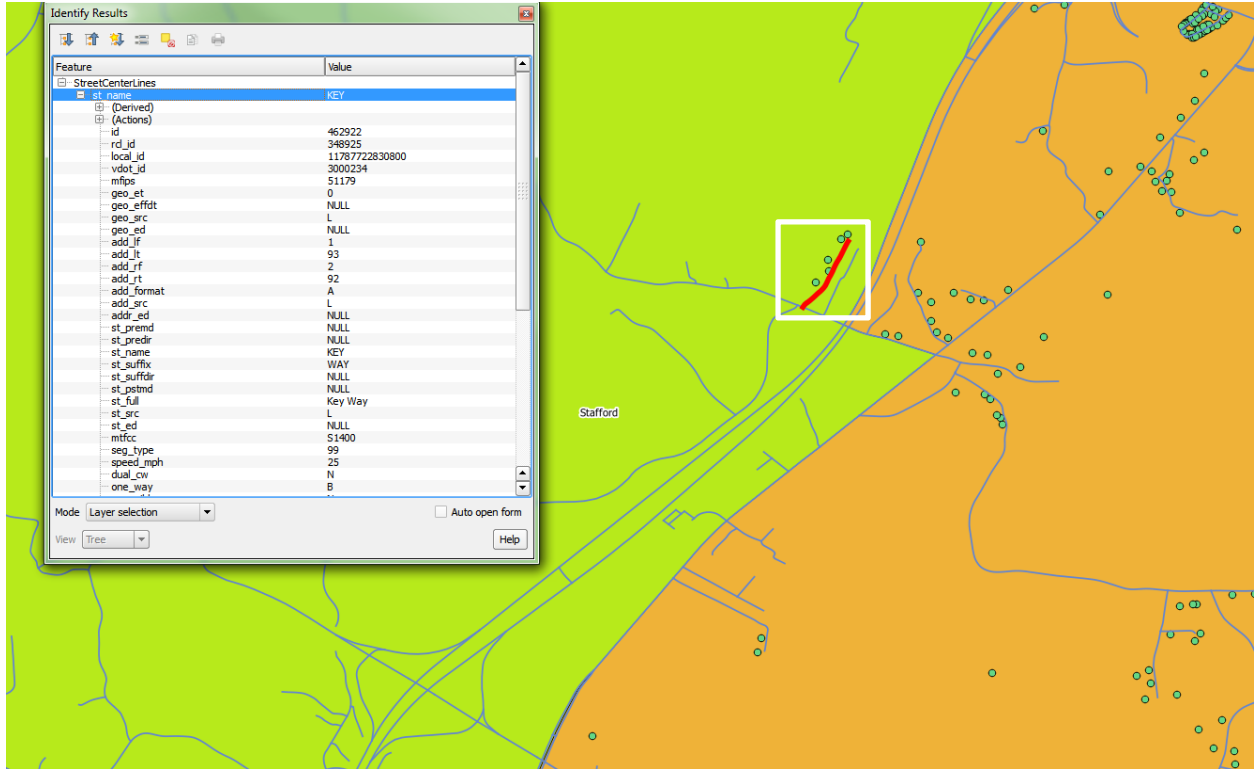 Identify Results
Feature Value
StreetCenterLines
st_name KEY
(Derived)
(Actions)
id 462922
rcl_id 348925
local_id 11787722830800
vdot_id 3000234
mfips 51179
geo_et 0
geo_effdt NULL
geo_src L
geo_ed NULL
add_lf 1
add_lt 93
add_rf 2
add_rt 92
add_format A
add_src L
addr_ed NULL
st_premd NULL
st_predir NULL
st_name KEY
st_suffix WAY
st_suffdir NULL
st_pstmd NULL
st_full Key Way
st_src L
st_ed NULL
mtfcc S1400
seg_type 99
speed_mph 25
dual_cw N
one_way B
Mode Layer selection Auto open form
View Tree Help
Stafford